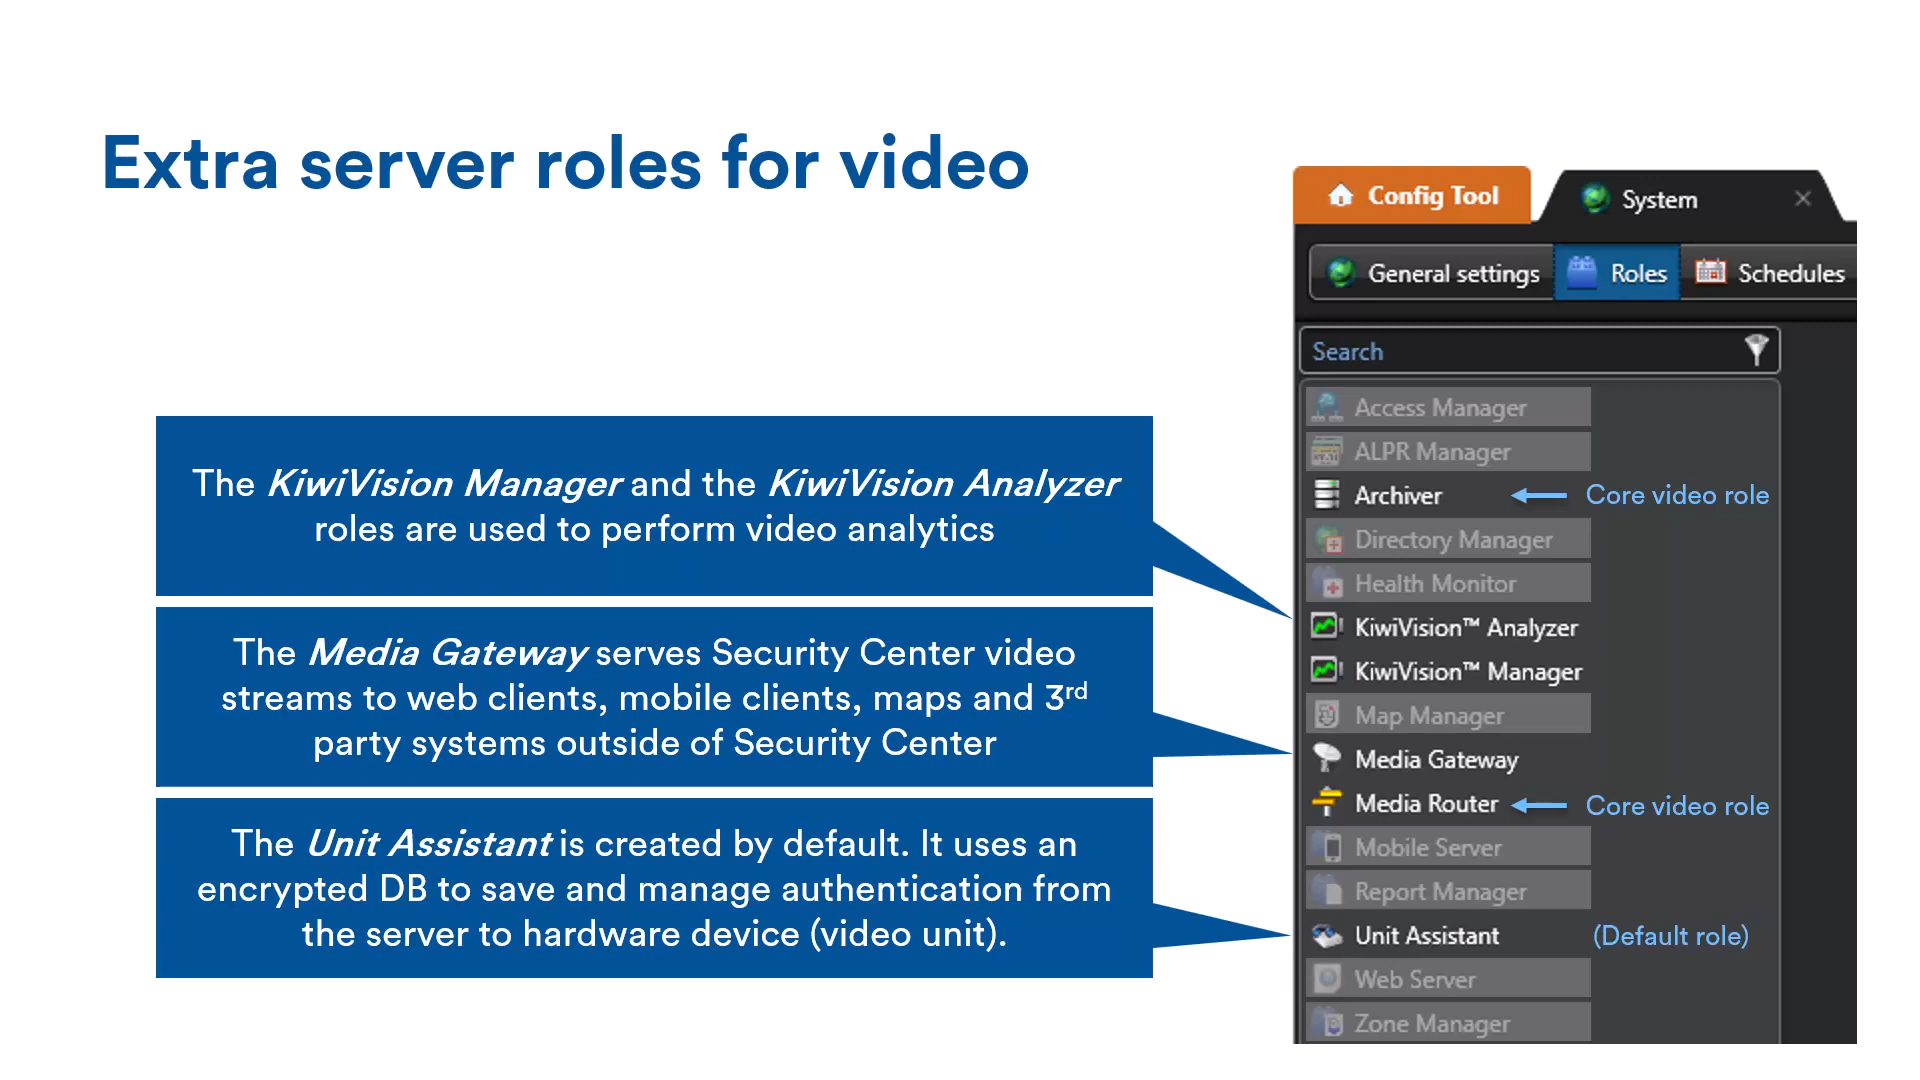 Extra server roles for video
The KiwiVision Manager and the KiwiVision Analyzer
roles are used to perform video analytics
The Media Gateway serves Security Center video
streams to web clients, mobile clients, maps and 3rd
party systems outside of Security Center
The Unit Assistant is created by default. It uses an
encrypted DB to save and manage authentication from
the server to hardware device (video unit).
Config Tool
System
General settings
Roles
Schedules
Search
Access Manager
ALPR Manager
Archiver
Core video role
Directory Manager
Health Monitor
KiwiVision™ Analyzer
KiwiVision™ Manager
Map Manager
Media Gateway
Media Router
Core video role
Mobile Server
Report Manager
Unit Assistant
(Default role)
Web Server
Zone Manager